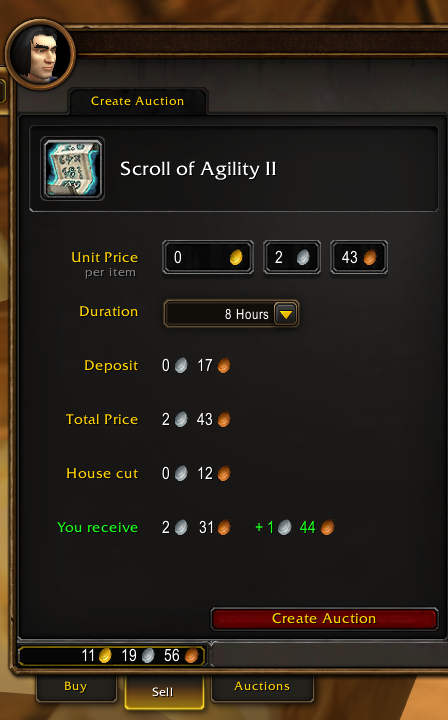 Create Auction
Scroll of Agility II
Unit Price 0 2 43
per item
Duration 8 Hours
Deposit 0 17
Total Price 2 43
House cut 0 12
You receive 2 31 + 1 44
Create Auction
11 19 56
Buy Sell Auctions